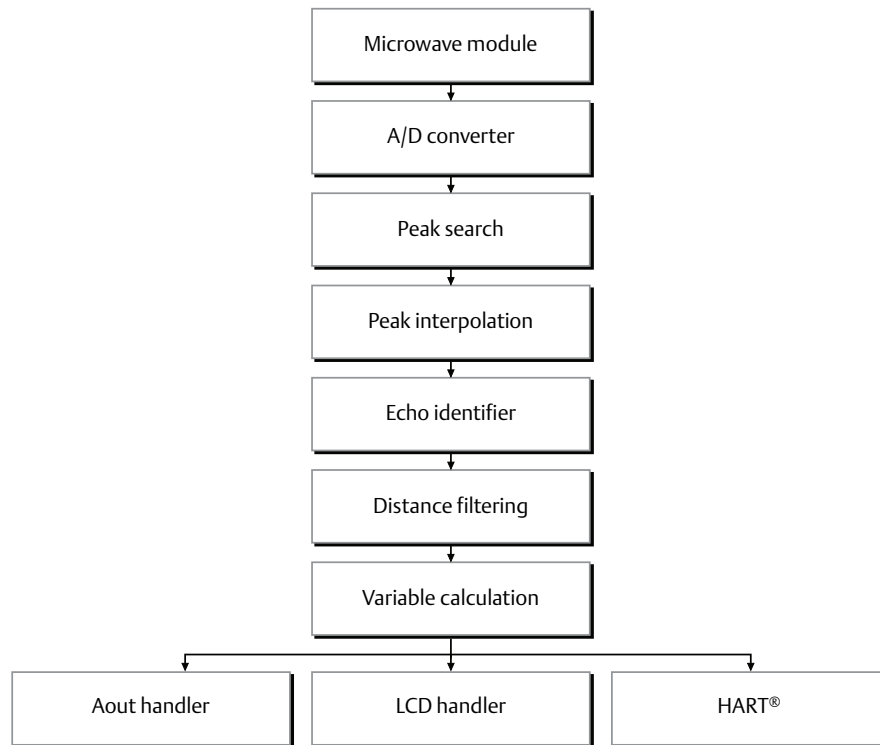 Microwave module
A/D converter
Peak search
Peak interpolation
Echo identifier
Distance filtering
Variable calculation
Aout handler
LCD handler
HART®